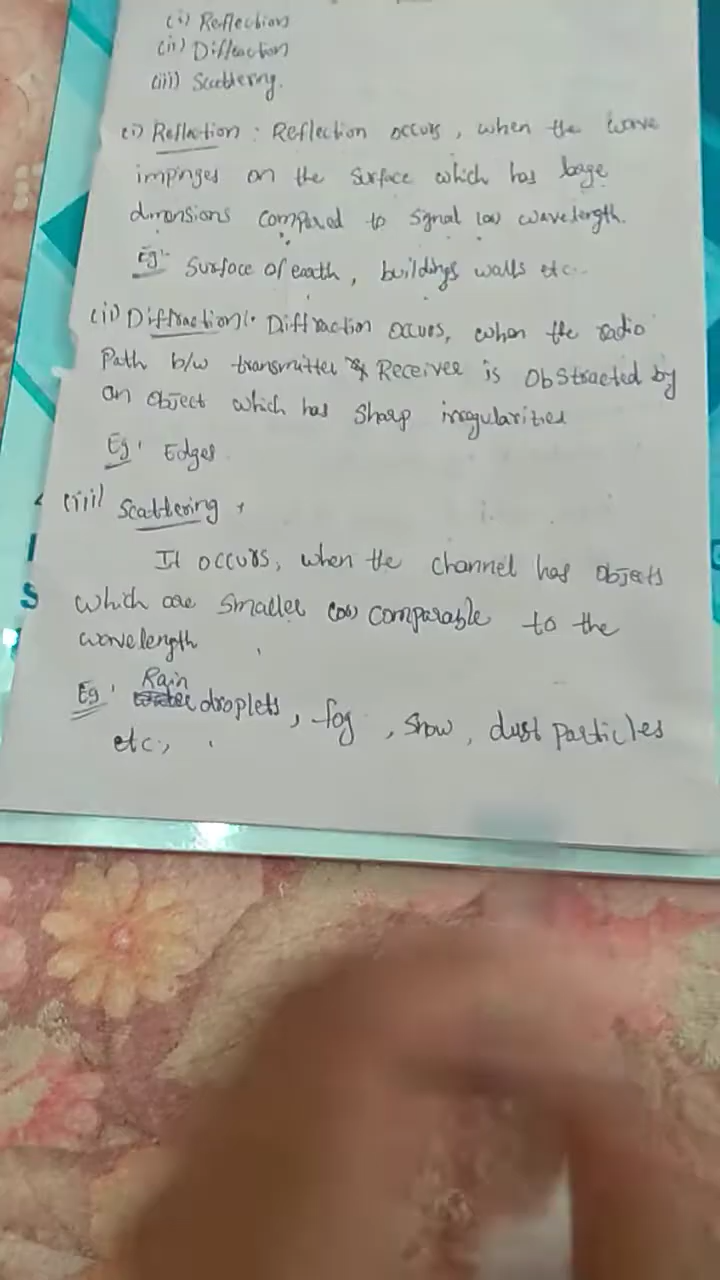 (i) Reflection
(ii) Diffraction
(iii) Scattering.
(i) Reflection : Reflection occurs, when the wave
impinges on the surface which has large
dimensions compared to signal (or) wavelength.
Eg:- Surface of earth, buildings walls etc..
(ii) Diffraction:- Diffraction occurs, when the radio
Path b/w transmitter & Receiver is Obstracted by
an object which has sharp irregularities
Eg: Edges
(iii) Scattering
It occurs, when the channel has objects
which are smaller (or) comparable to the
wavelength
Eg: Rain droplets, fog, snow, dust particles
etc.,